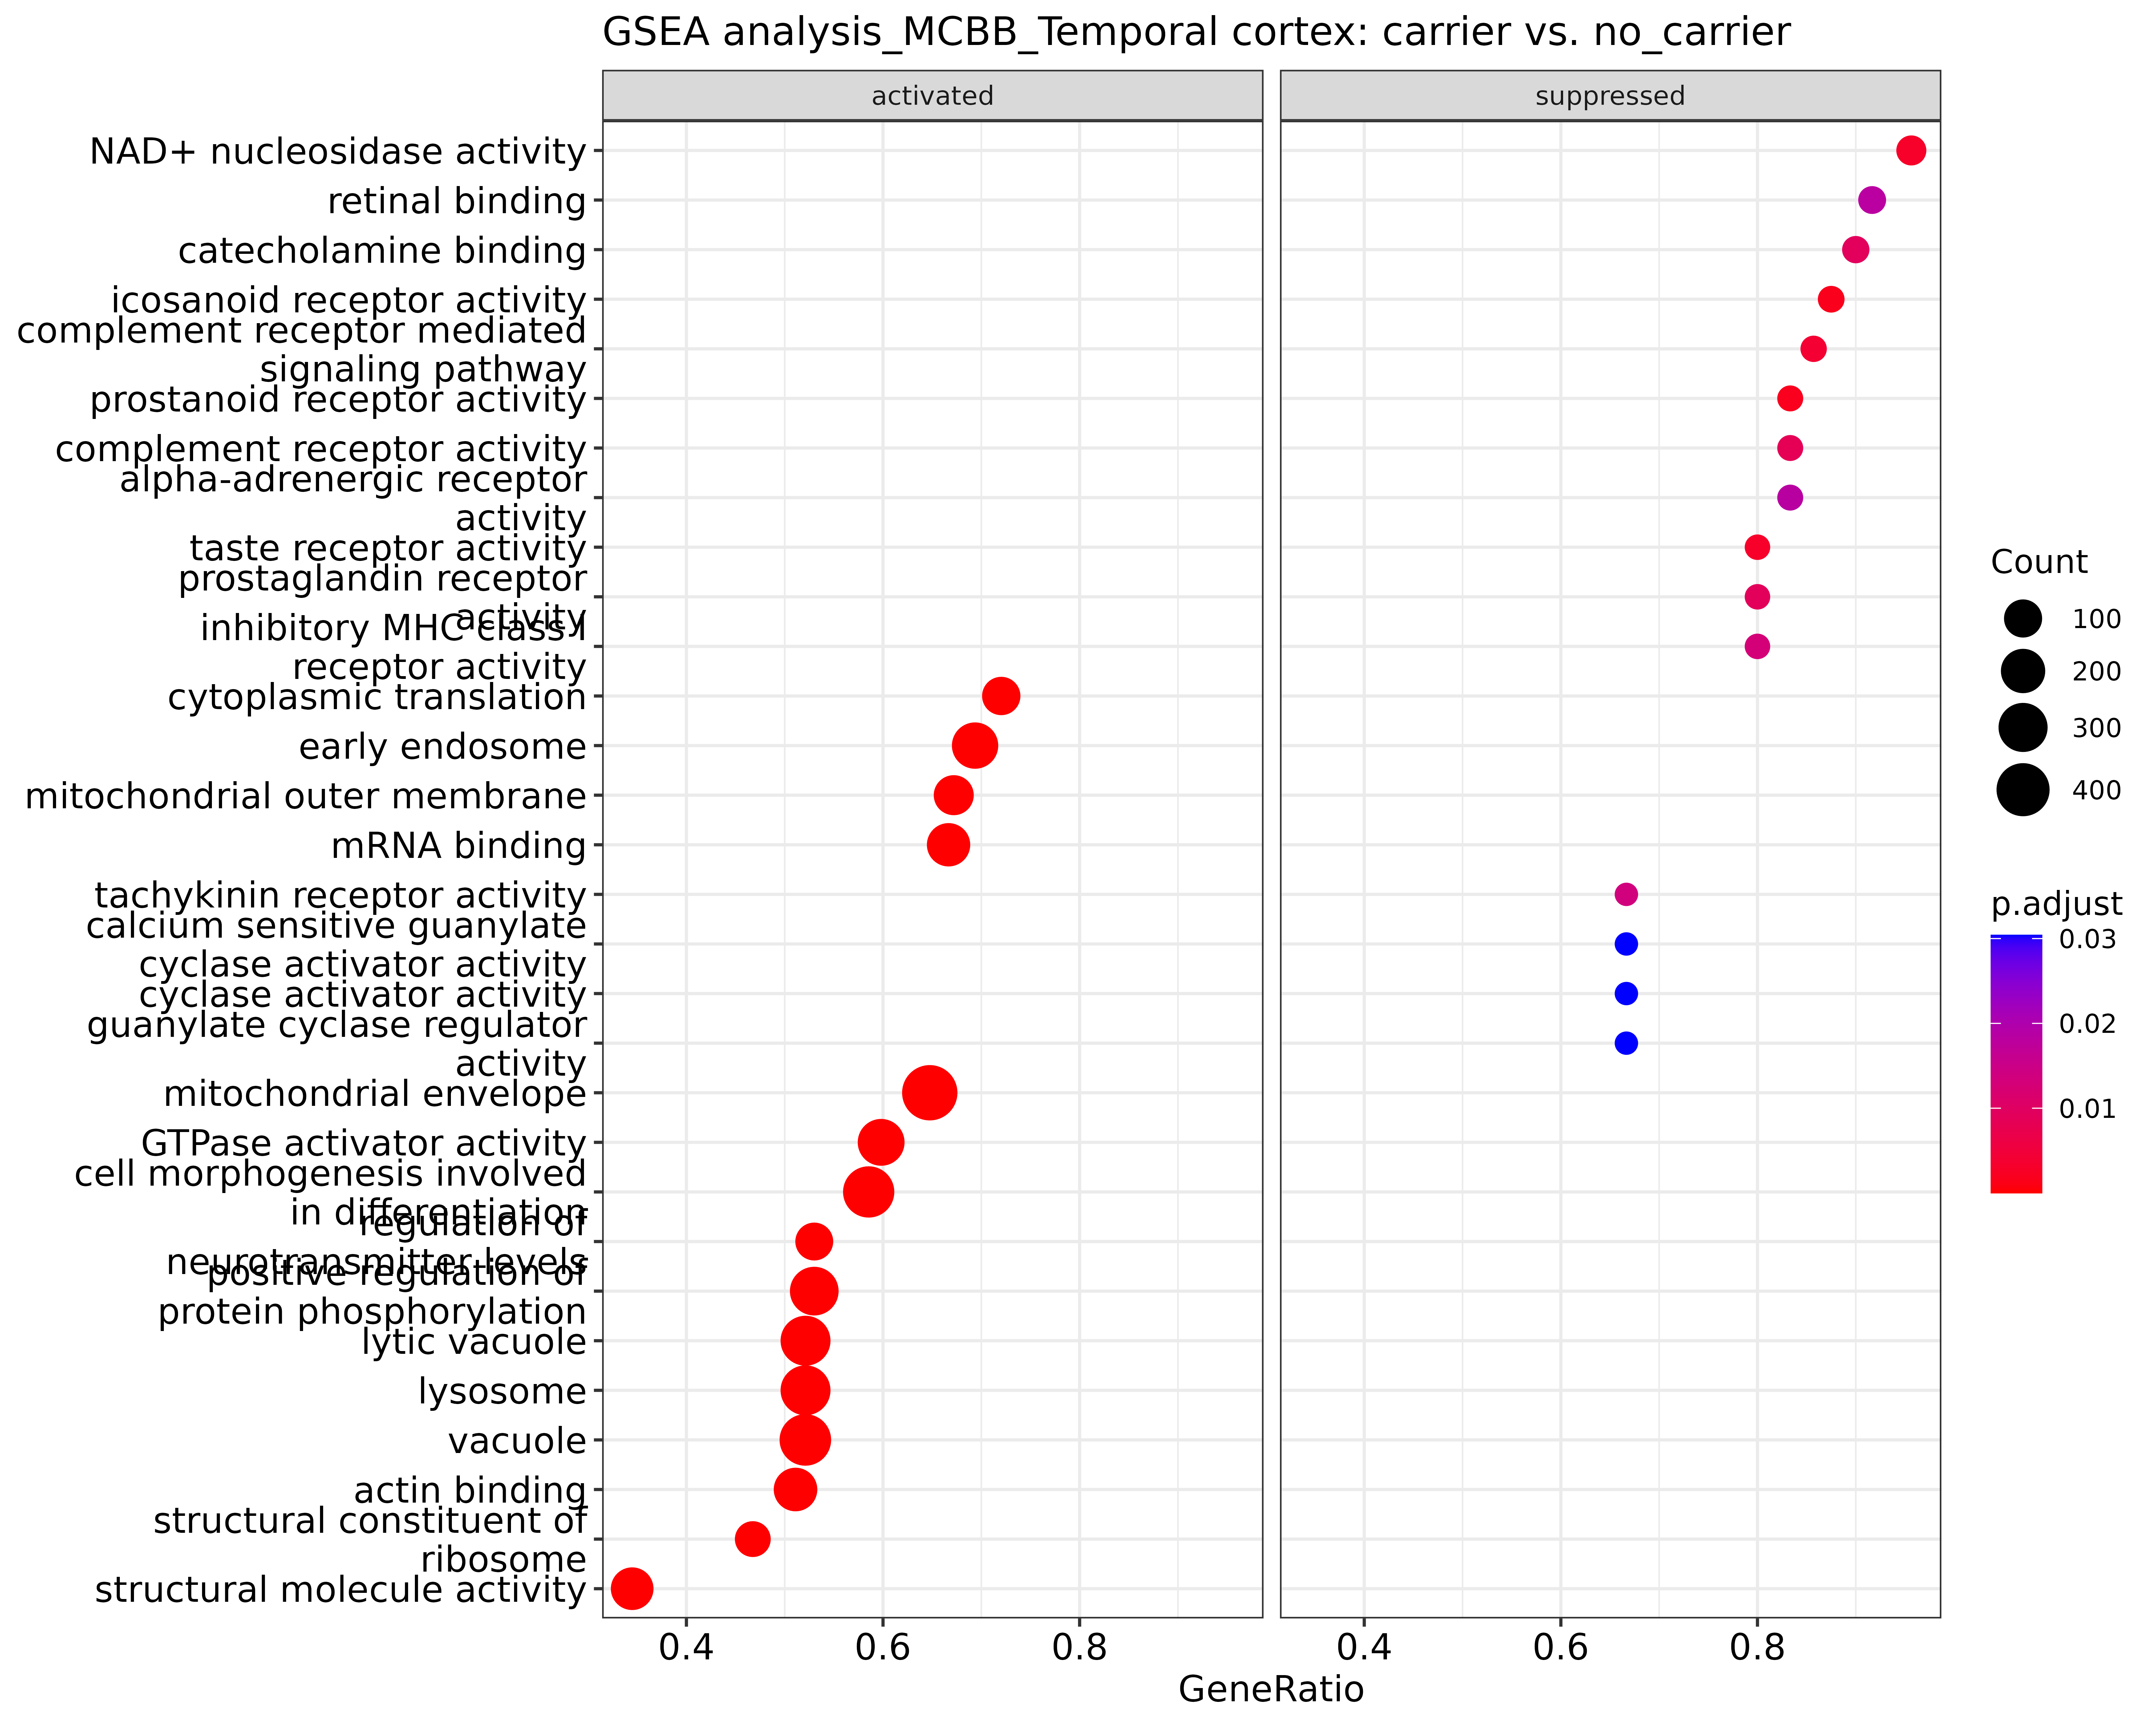 GSEA analysis_MCBB_Temporal cortex: carrier vs. no_carrier
activated
suppressed
NAD+ nucleosidase activity
retinal binding
catecholamine binding
icosanoid receptor activity
complement receptor mediated
signaling pathway
prostanoid receptor activity
complement receptor activity
alpha-adrenergic receptor
activity
taste receptor activity
prostaglandin receptor
activity
inhibitory MHC class I
receptor activity
cytoplasmic translation
early endosome
mitochondrial outer membrane
mRNA binding
tachykinin receptor activity
calcium sensitive guanylate
cyclase activator activity
cyclase activator activity
guanylate cyclase regulator
activity
mitochondrial envelope
GTPase activator activity
cell morphogenesis involved
in differentiation
regulation of
neurotransmitter levels
positive regulation of
protein phosphorylation
lytic vacuole
lysosome
vacuole
actin binding
structural constituent of
ribosome
structural molecule activity
0.4
0.6
0.8
0.4
0.6
0.8
GeneRatio
Count
100
200
300
400
p.adjust
0.03
0.02
0.01